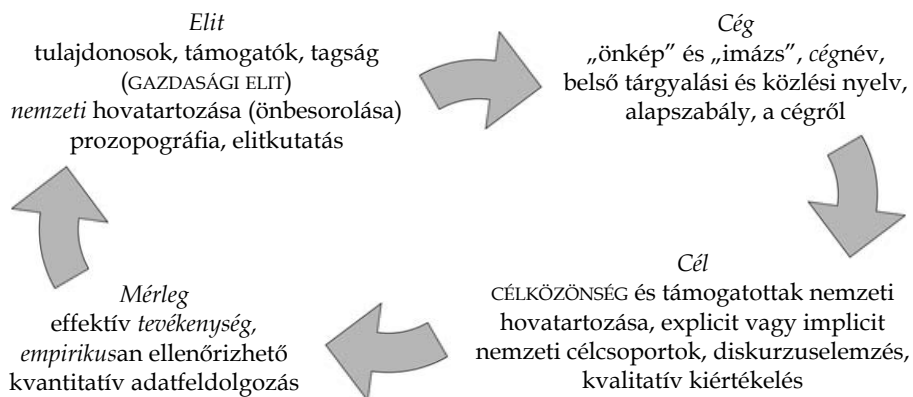 Elit
tulajdonosok, támogatók, tagság
(GAZDASÁGI ELIT)
nemzeti hovatartozása (önbesorolása)
prozopográfia, elitkutatás
Cég
„önkép” és „imázs”, cégnév,
belső tárgyalási és közlési nyelv,
alapszabály, a cégről
Cél
CÉLKÖZÖNSÉG és támogatottak nemzeti
hovatartozása, explicit vagy implicit
nemzeti célcsoportok, diskurzuselemzés,
kvalitatív kiértékelés
Mérleg
effektív tevékenység,
empirikusan ellenőrizhető
kvantitatív adatfeldolgozás